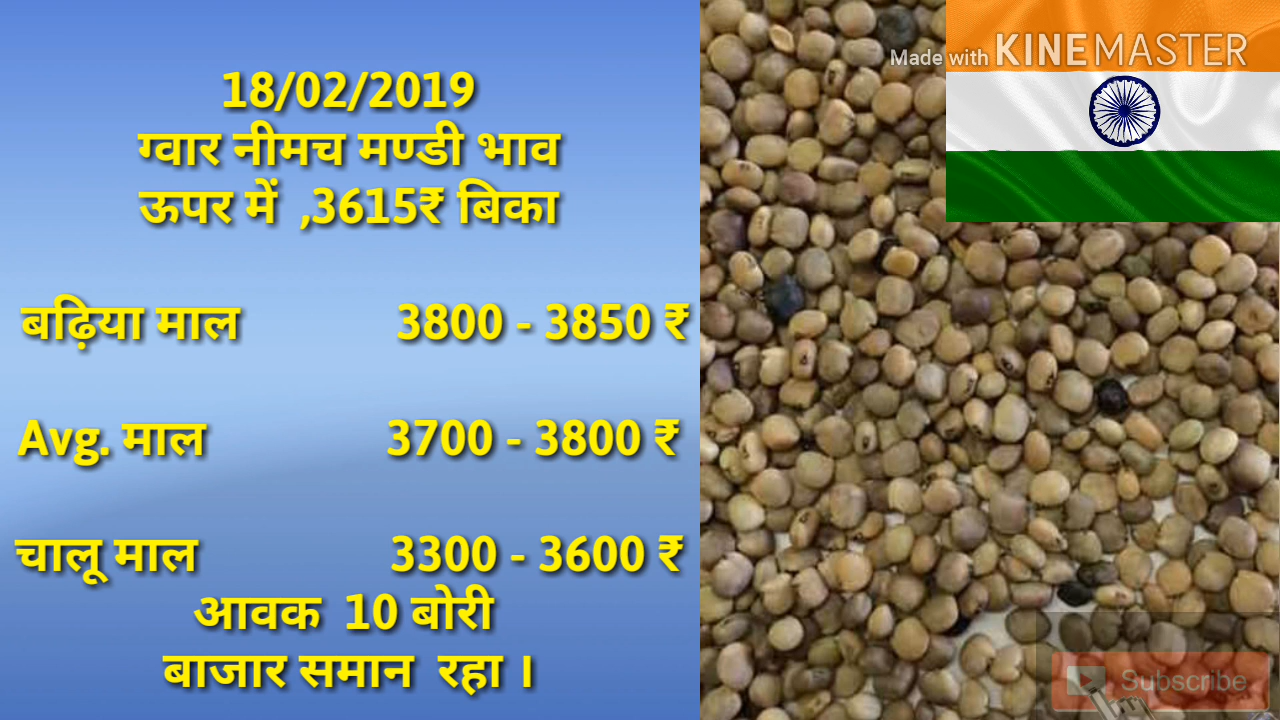 18/02/2019
ग्वार नीमच मण्डी भाव
ऊपर में ,3615₹ बिका
बढ़िया माल 3800 - 3850 ₹
Avg. माल 3700 - 3800 ₹
चालू माल 3300 - 3600 ₹
आवक 10 बोरी
बाजार समान रहा ।
Made with KINEMASTER
Subscribe